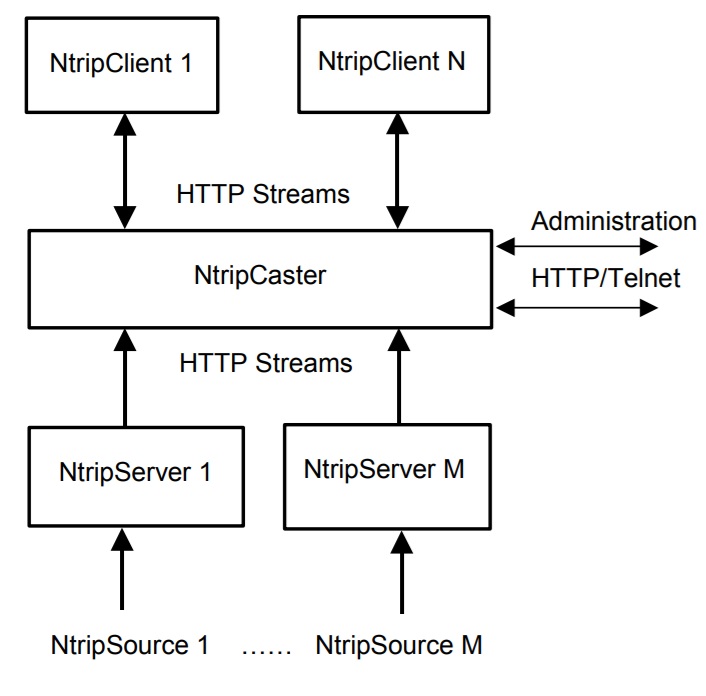 NtripClient 1
NtripClient N
HTTP Streams
Administration
NtripCaster
HTTP/Telnet
HTTP Streams
NtripServer 1
NtripServer M
NtripSource 1 ...... NtripSource M